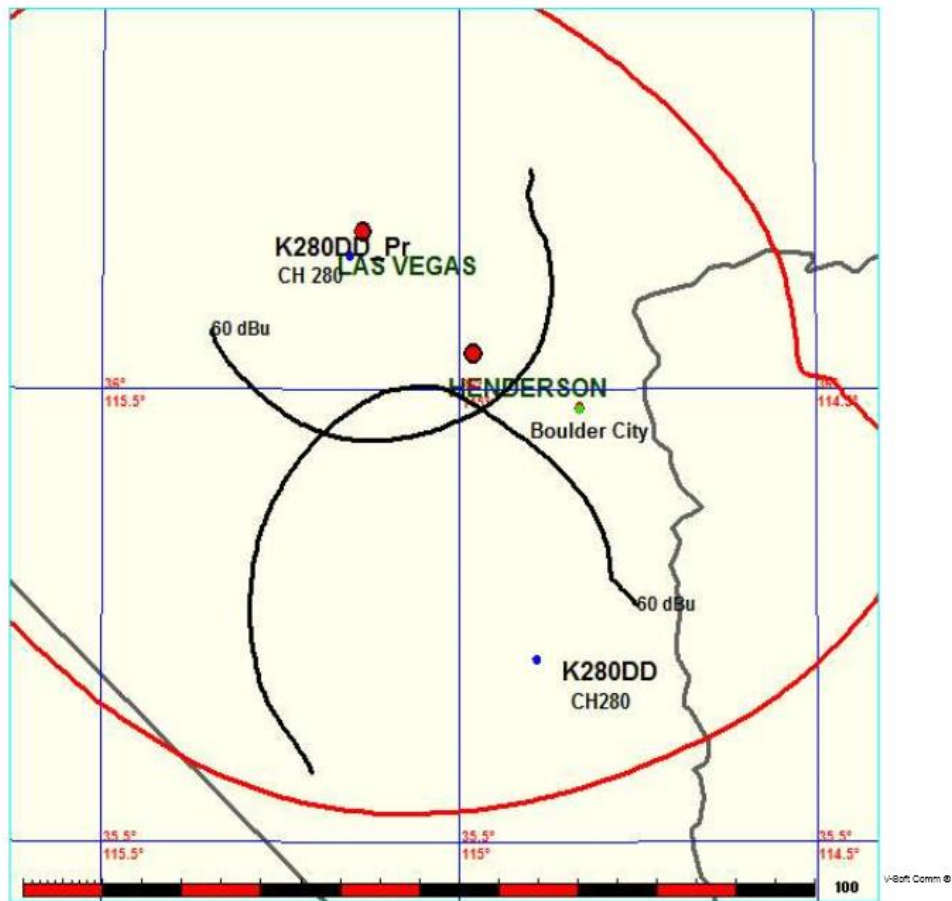 K280DD_Pr
CH 280
LAS VEGAS
60 dBu
36°
115.5°
HENDERSON
114.5°
Boulder City
60 dBu
K280DD
CH280
35.5°
115.5°
35.5°
115°
35.5°
114.5°
100
V-Soft Comm ®